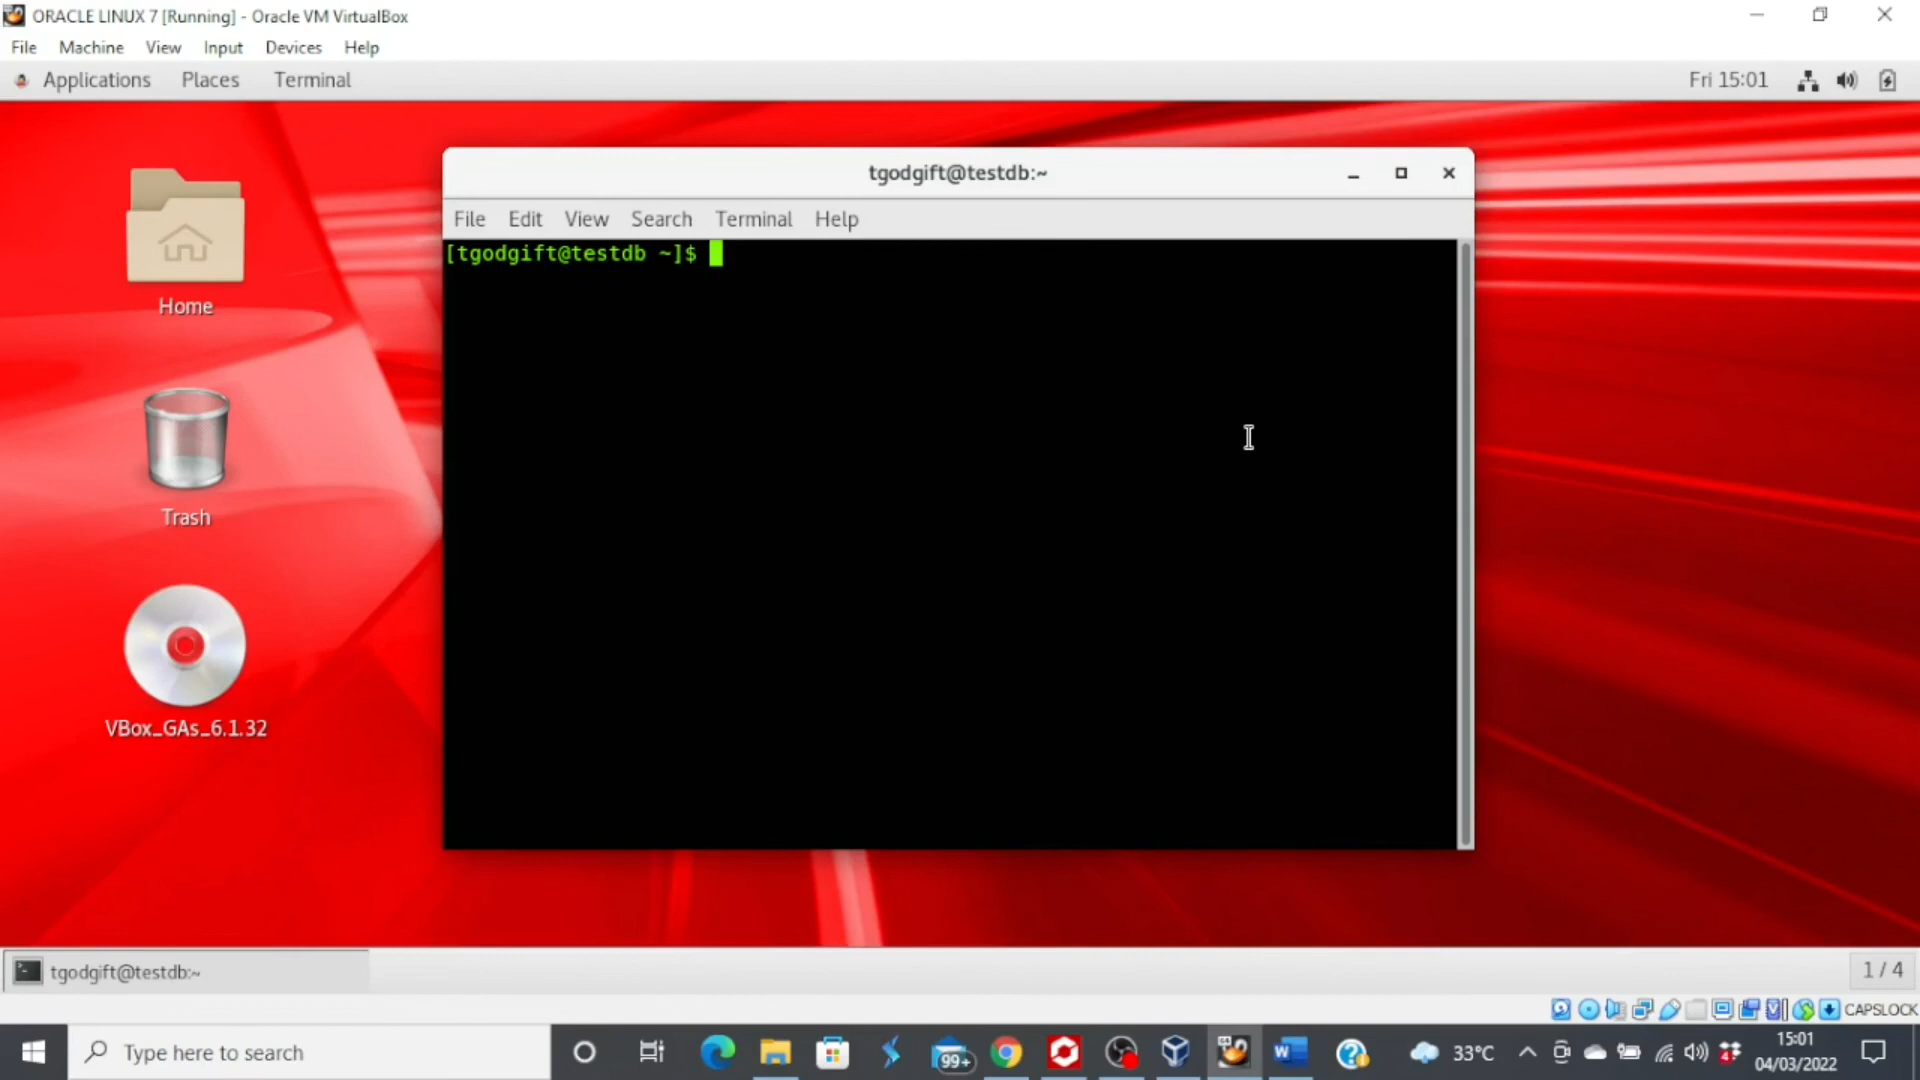 ORACLE LINUX 7 [Running] - Oracle VM VirtualBox
File Machine View Input Devices Help
Applications Places Terminal Fri 15:01
tgodgift@testdb:~
File Edit View Search Terminal Help
[tgodgift@testdb ~]$
Home
Trash
VBox_GAs_6.1.32
tgodgift@testdb:~
1 / 4
CAPSLOCK
Type here to search
99+
33°C
15:01
04/03/2022